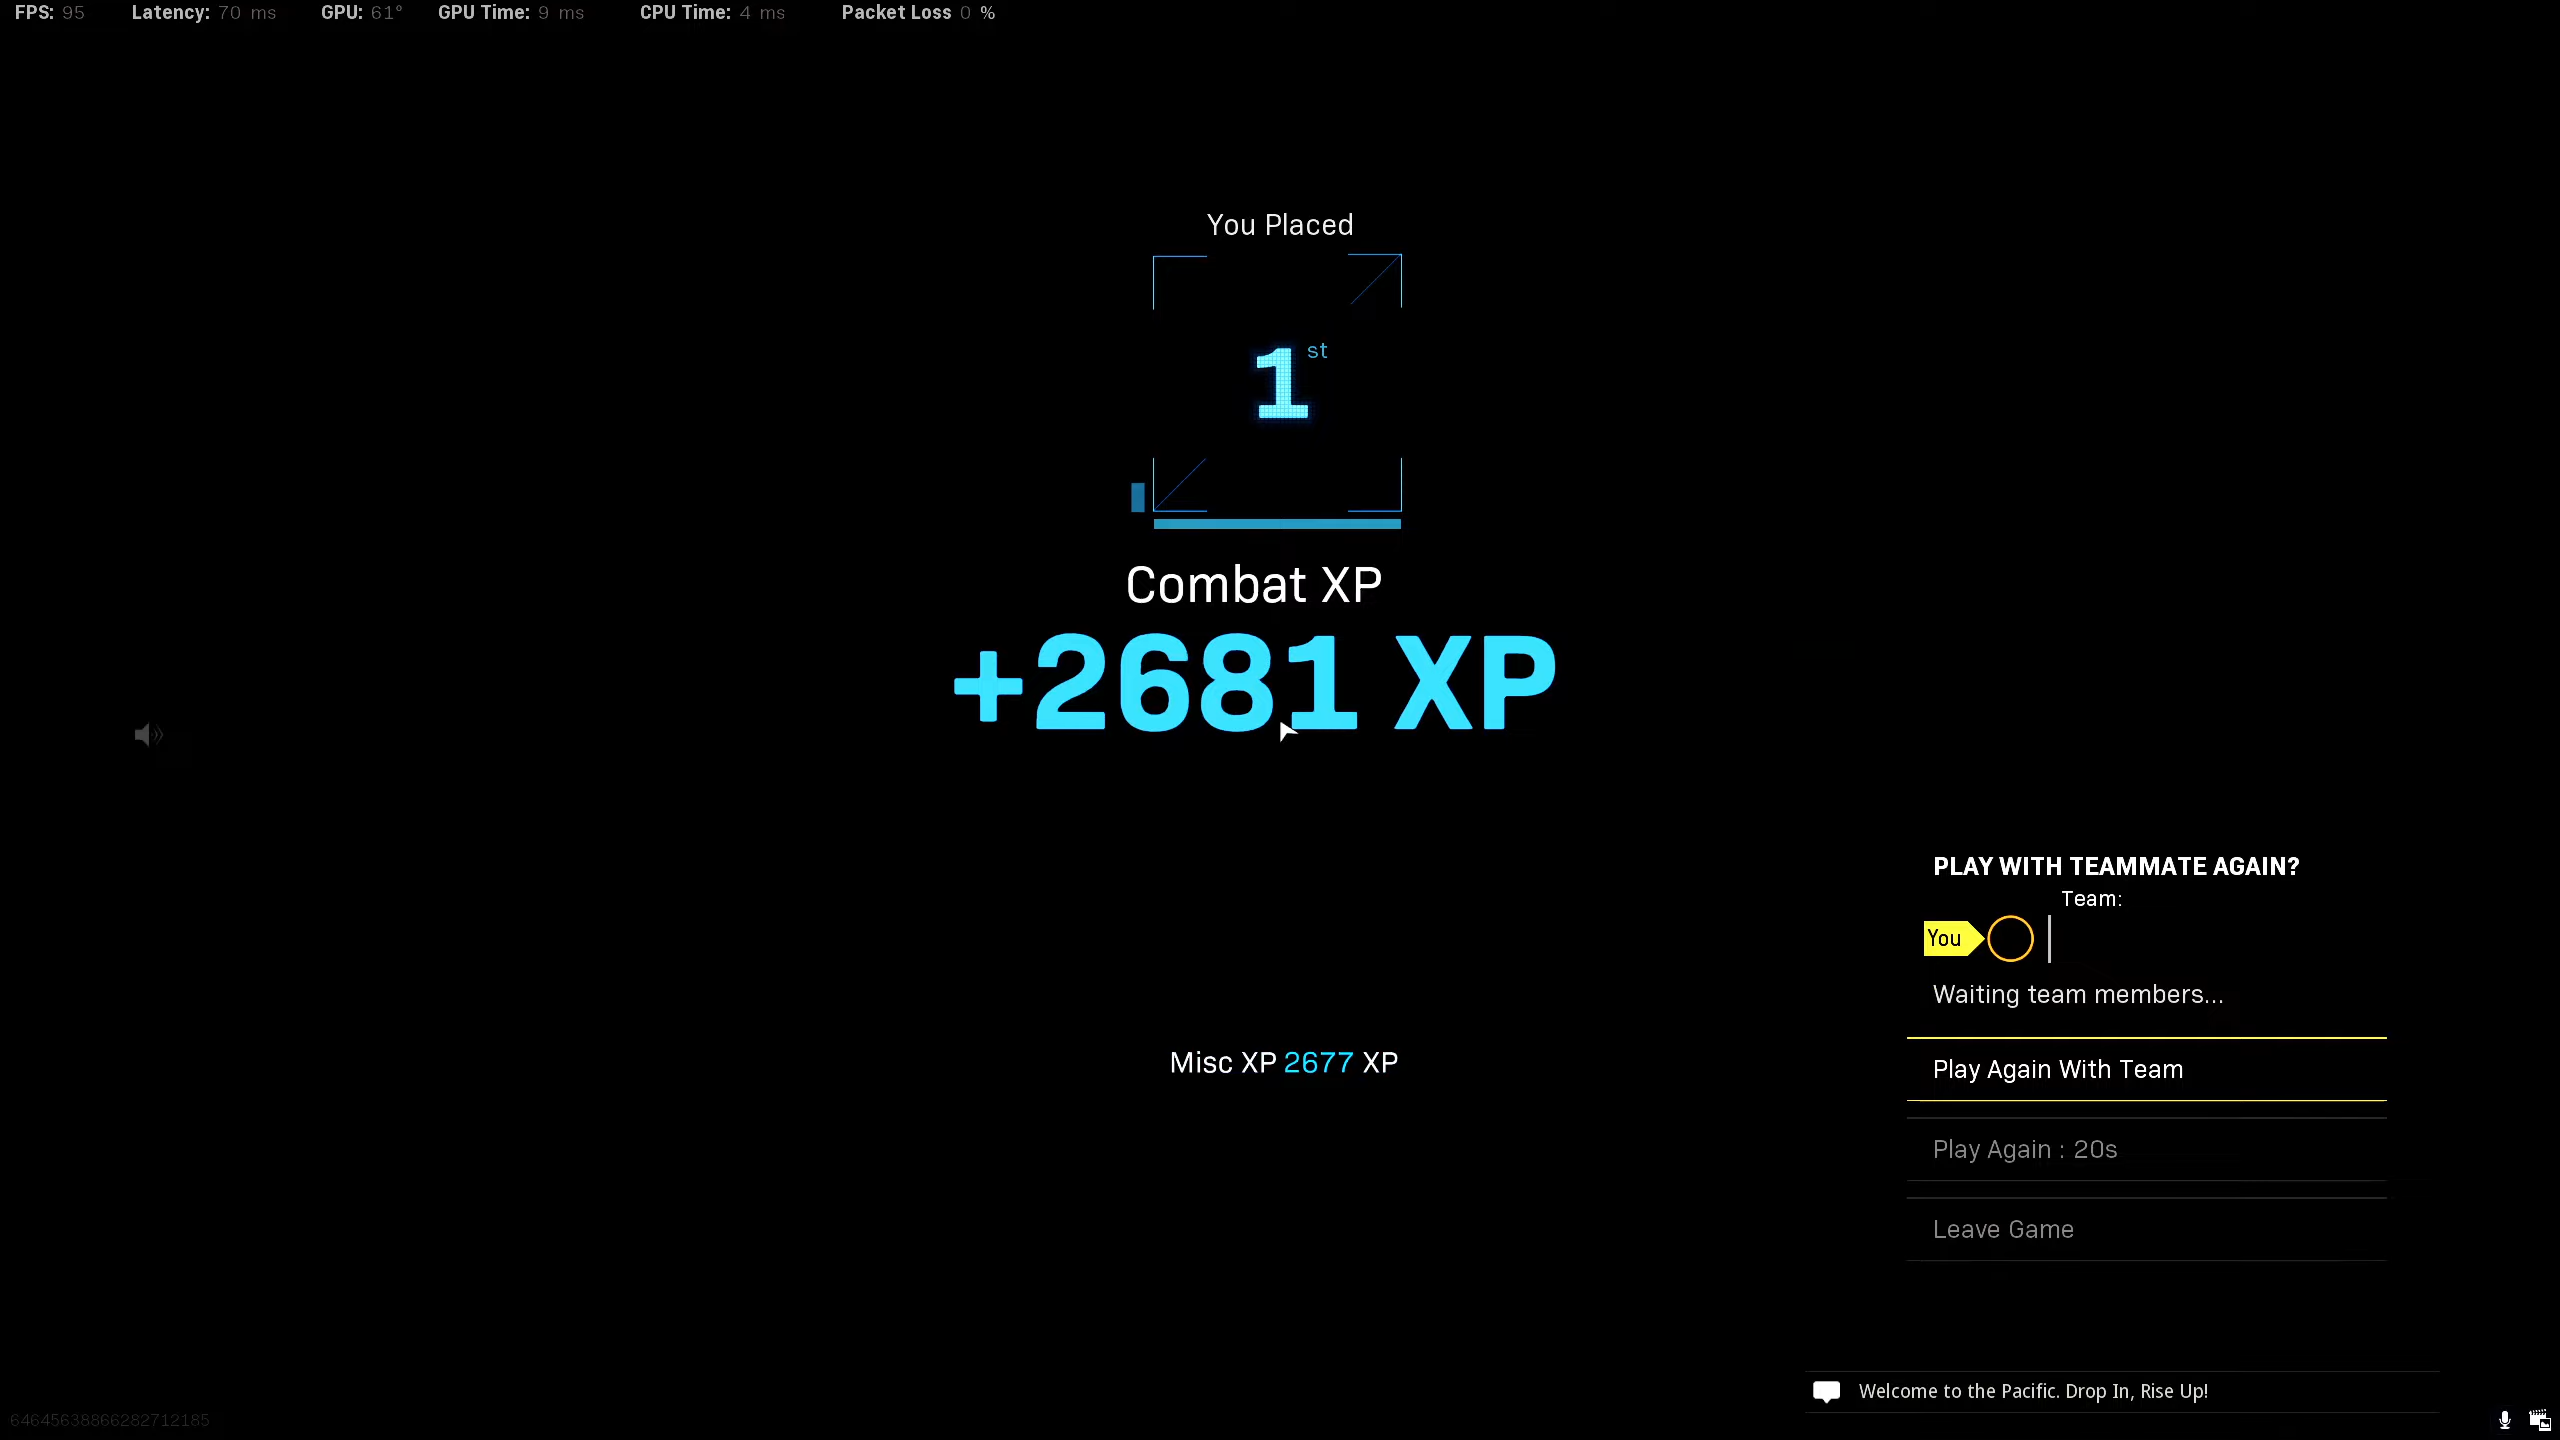 FPS: 95 Latency: 70 ms GPU: 61° GPU Time: 9 ms CPU Time: 4 ms Packet Loss 0 %
You Placed
1st
Combat XP
+2681 XP
Misc XP 2677 XP
PLAY WITH TEAMMATE AGAIN?
Team:
You
Waiting team members...
Play Again With Team
Play Again : 20s
Leave Game
Welcome to the Pacific. Drop In, Rise Up!
64645638866282712185